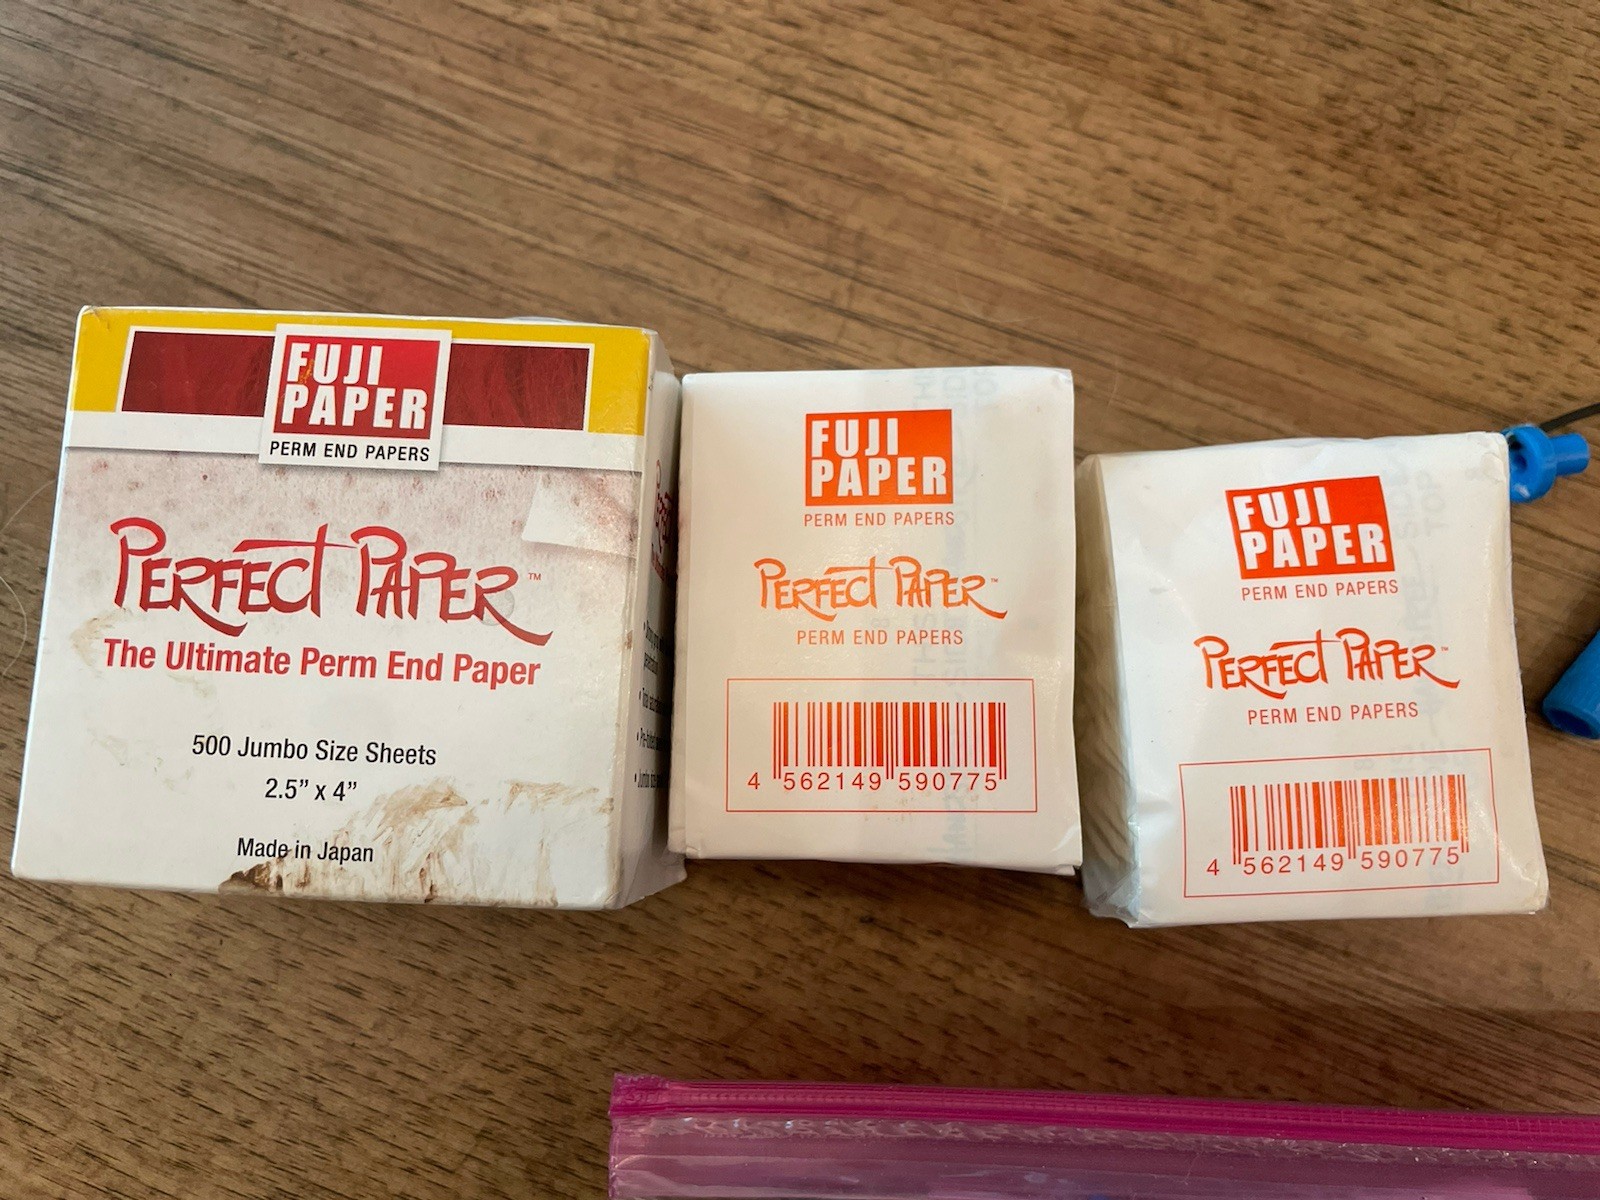 FUJI
PAPER
PERM END PAPERS
PERFECT PAPER™
The Ultimate Perm End Paper
500 Jumbo Size Sheets
2.5” x 4”
Made in Japan
FUJI
PAPER
PERM END PAPERS
PERFECT PAPER™
PERM END PAPERS
4 562149 590775
FUJI
PAPER
PERM END PAPERS
PERFECT PAPER™
PERM END PAPERS
4 562149 590775
TOP